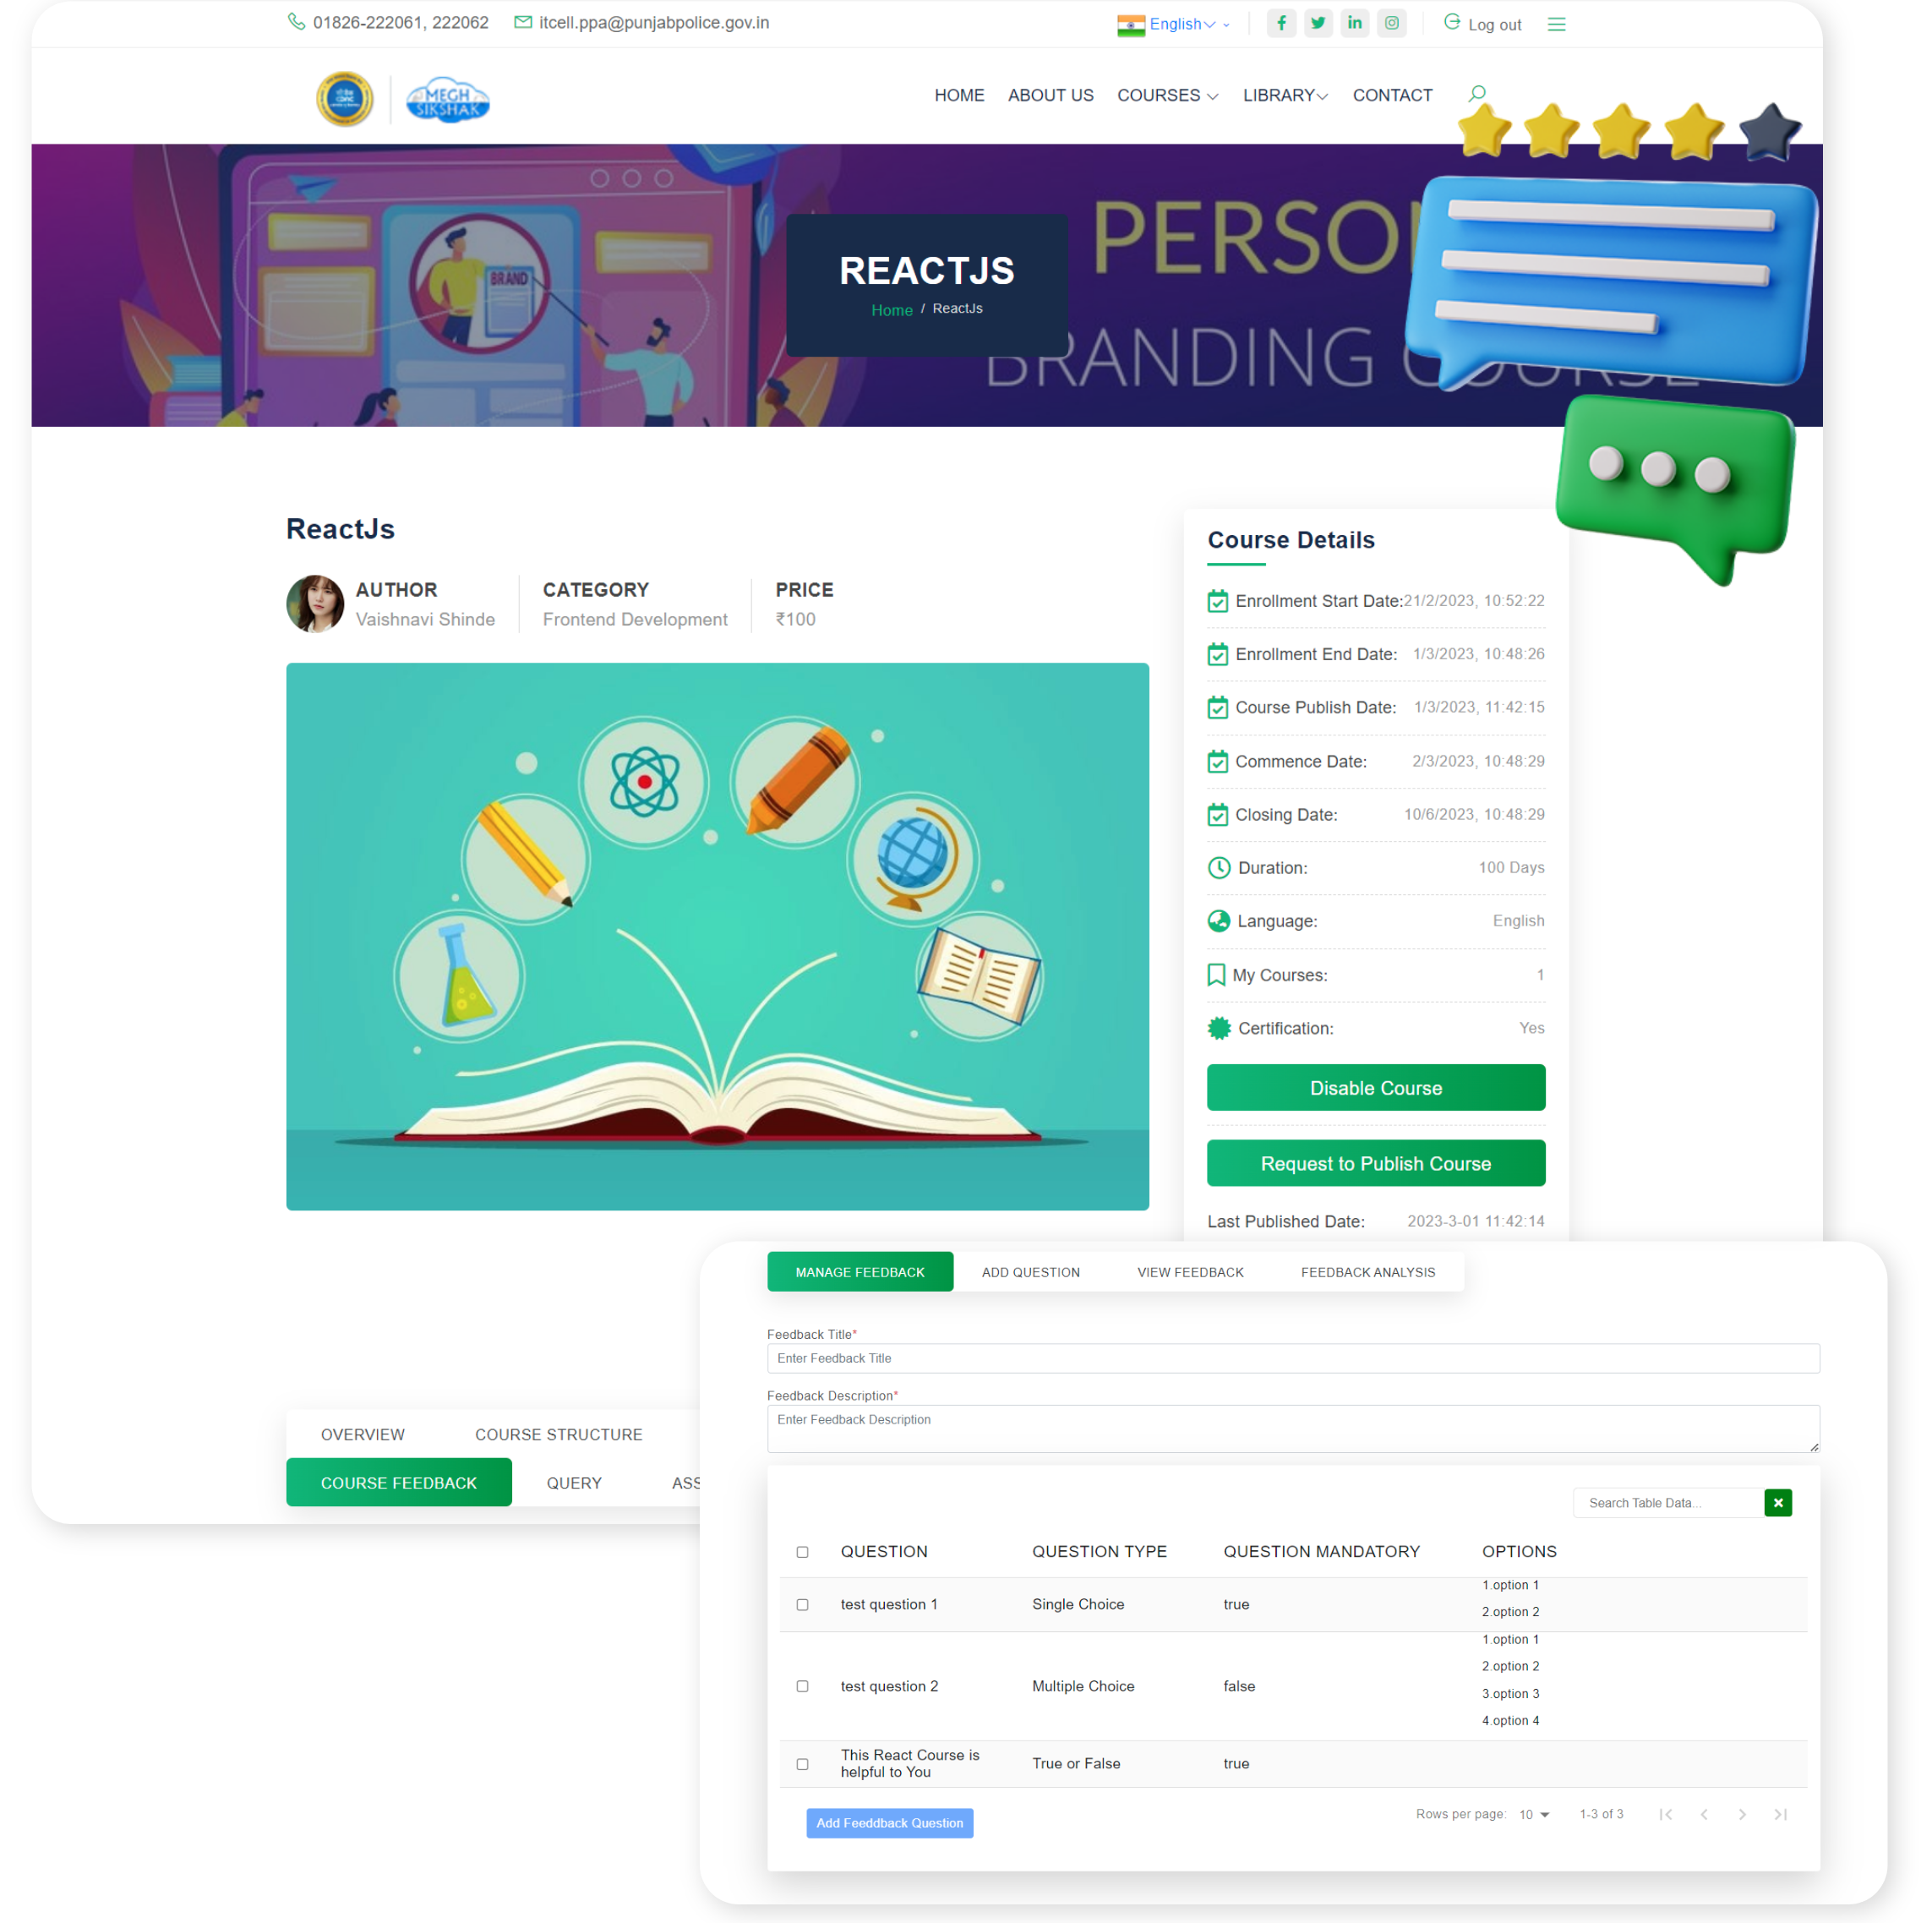 01826-222061, 222062 itcell.ppa@punjabpolice.gov.in English Log out
MEGH
SIKSHAK
HOME ABOUT US COURSES LIBRARY CONTACT
BRAND
PERSO
BRANDING COURSE
REACTJS
Home / ReactJs
ReactJs
AUTHOR CATEGORY PRICE
Vaishnavi Shinde Frontend Development ₹100
Course Details
Enrollment Start Date: 21/2/2023, 10:52:22
Enrollment End Date: 1/3/2023, 10:48:26
Course Publish Date: 1/3/2023, 11:42:15
Commence Date: 2/3/2023, 10:48:29
Closing Date: 10/6/2023, 10:48:29
Duration: 100 Days
Language: English
My Courses: 1
Certification: Yes
Disable Course
Request to Publish Course
Last Published Date: 2023-3-01 11:42:14
OVERVIEW COURSE STRUCTURE
COURSE FEEDBACK QUERY ASS
MANAGE FEEDBACK ADD QUESTION VIEW FEEDBACK FEEDBACK ANALYSIS
Feedback Title*
Enter Feedback Title
Feedback Description*
Enter Feedback Description
Search Table Data...
QUESTION QUESTION TYPE QUESTION MANDATORY OPTIONS
test question 1 Single Choice true
1.option 1
2.option 2
test question 2 Multiple Choice false
1.option 1
2.option 2
3.option 3
4.option 4
This React Course is
helpful to You
True or False true
Add Feeddback Question
Rows per page: 10 1-3 of 3